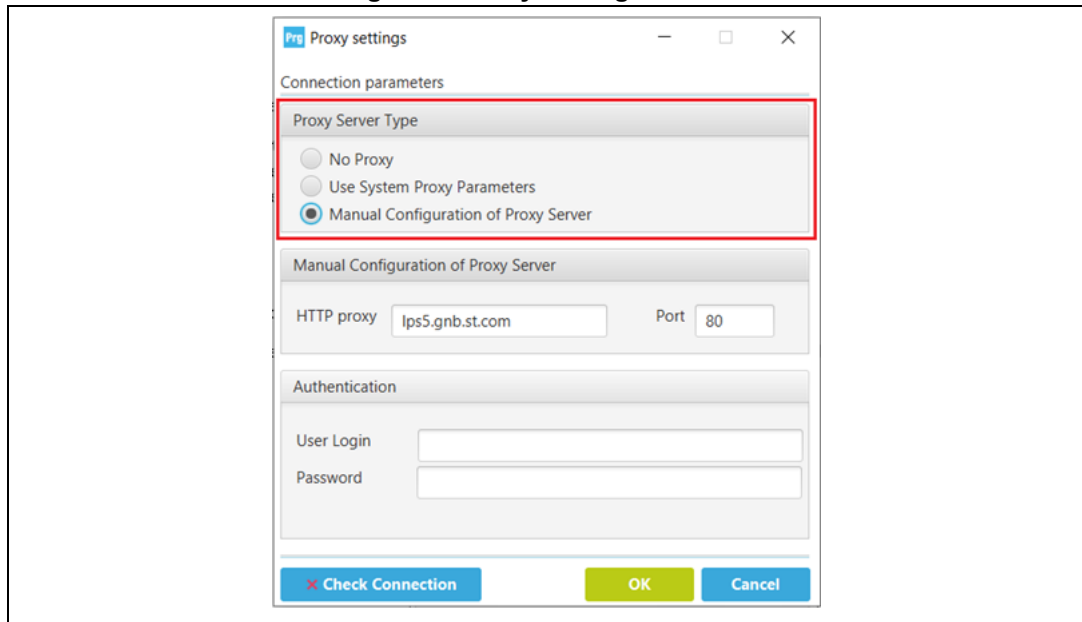 Prg Proxy settings
Connection parameters
Proxy Server Type
No Proxy
Use System Proxy Parameters
Manual Configuration of Proxy Server
Manual Configuration of Proxy Server
HTTP proxy lps5.gnb.st.com Port 80
Authentication
User Login
Password
Check Connection OK Cancel